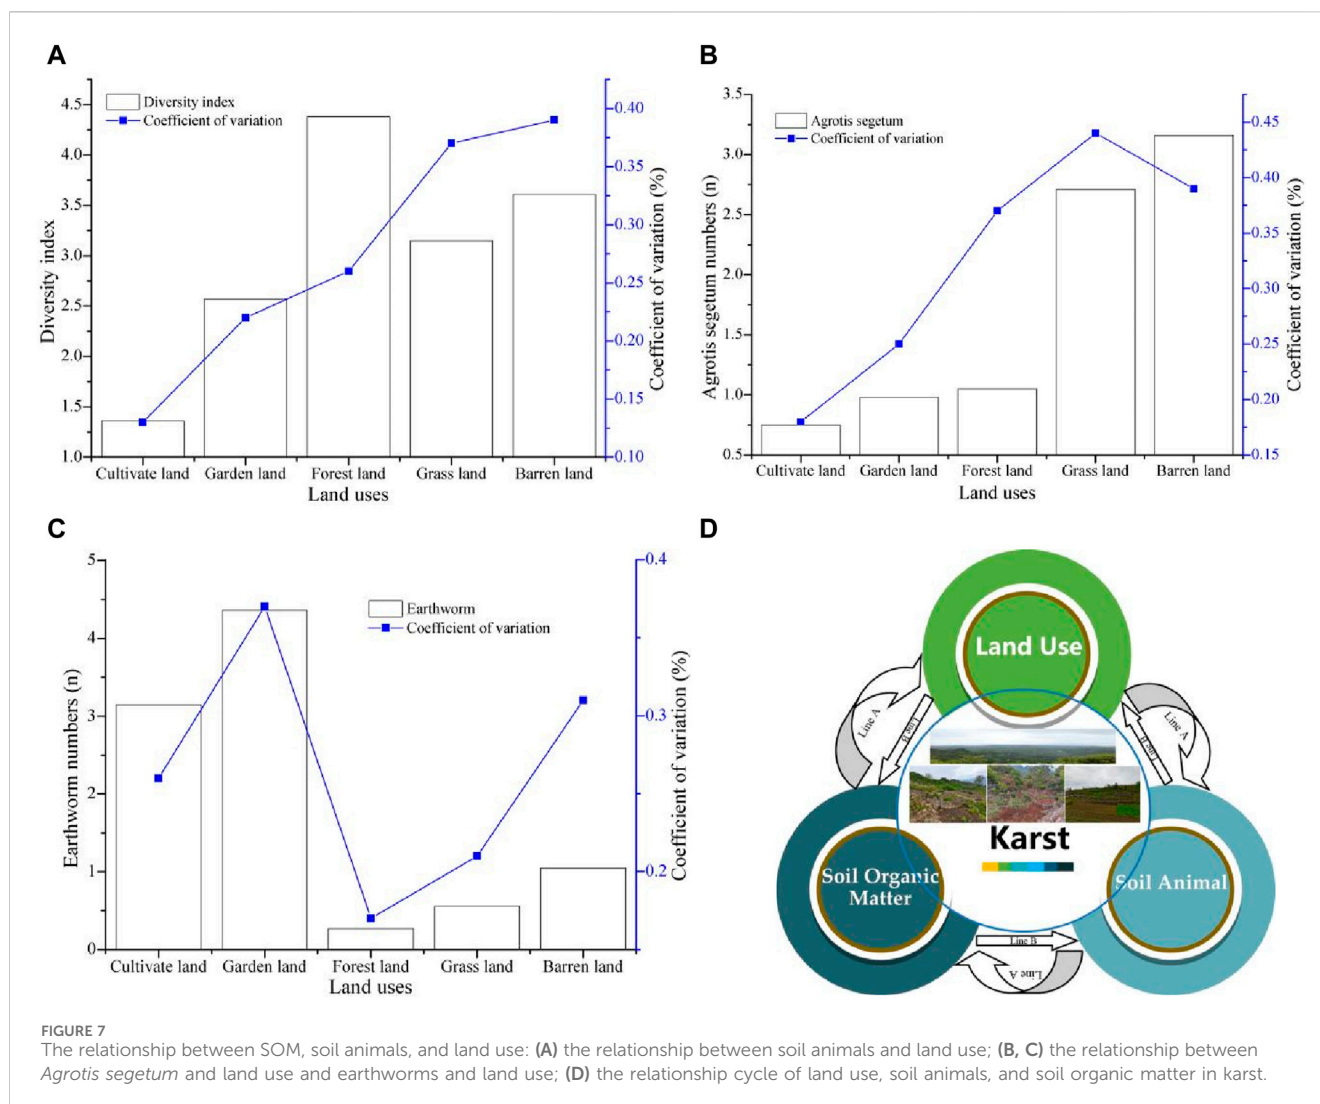 A
Diversity index
Coefficient of variation
4.5
4.0
3.5
3.0
2.5
2.0
1.5
1.0
0.40
0.35
0.30
0.25
0.20
0.15
0.10
Diversity index
Coefficient of variation (%)
Cultivate land Garden land Forest land Grass land Barren land
Land uses
B
Agrotis segetum
Coefficient of variation
3.5
3.0
2.5
2.0
1.5
1.0
0.5
0.45
0.40
0.35
0.30
0.25
0.20
0.15
Agrotis segetum numbers (n)
Coefficient of variation (%)
Cultivate land Garden land Forest land Grass land Barren land
Land uses
C
Earthworm
Coefficient of variation
5
4
3
2
1
0
0.4
0.3
0.2
Earthworm numbers (n)
Coefficient of variation (%)
Cultivate land Garden land Forest land Grass land Barren land
Land uses
D
Land Use
Line A
Line B
Line A
Line B
Karst
Soil Organic
Matter
Soil Animal
Line B
Line A
FIGURE 7
The relationship between SOM, soil animals, and land use: (A) the relationship between soil animals and land use; (B, C) the relationship between
Agrotis segetum and land use and earthworms and land use; (D) the relationship cycle of land use, soil animals, and soil organic matter in karst.